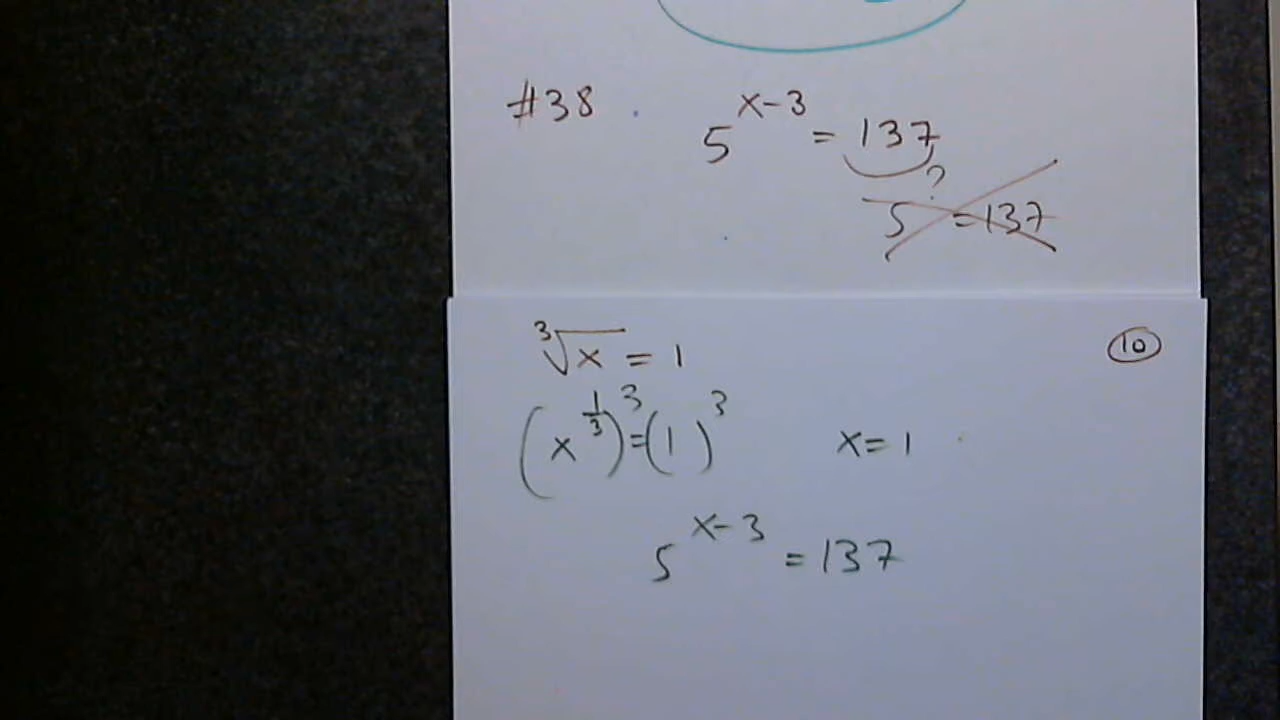 #38 5^{x-3} = 137
5^{?} = 137
∛x = 1
10
(x^{1/3})^3 = (1)^3 x = 1
5^{x-3} = 137